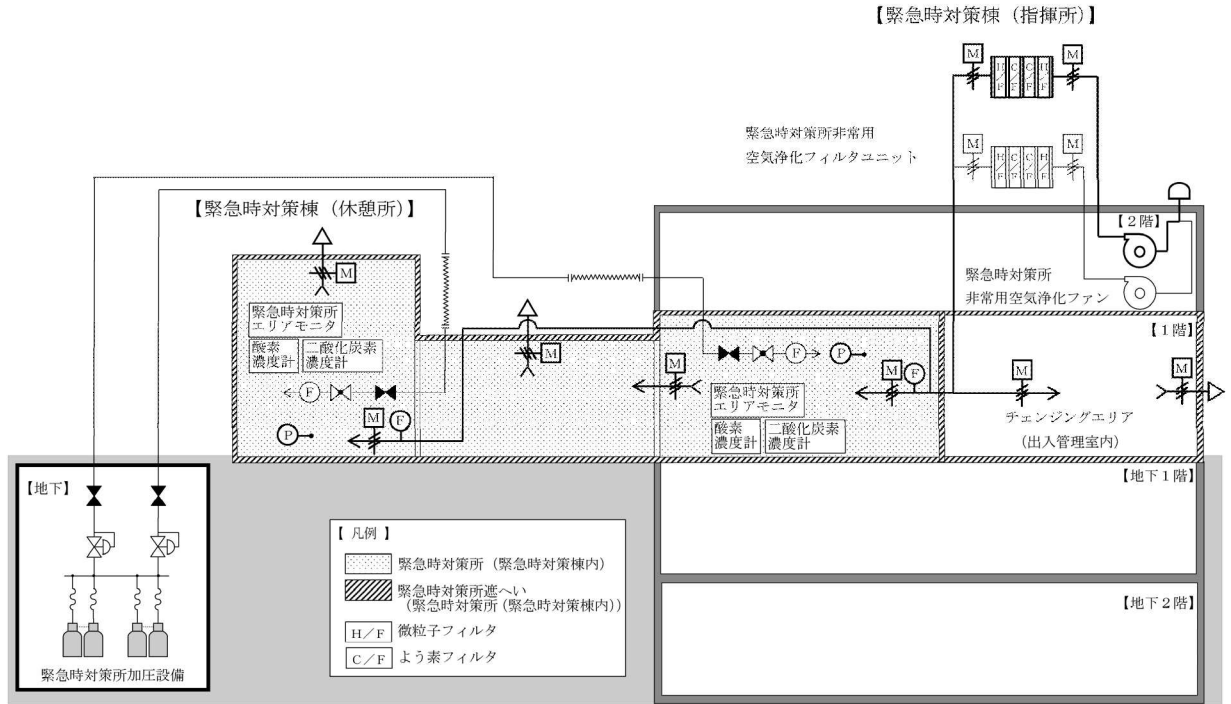 【緊急時対策棟（指揮所）】
M
M
H/F
C/F
C/F
H/F
緊急時対策所非常用
空気浄化フィルタユニット
M
M
H/F
C/F
C/F
H/F
【緊急時対策棟（休憩所）】
【２階】
緊急時対策所
非常用空気浄化ファン
M
緊急時対策所
エリアモニタ
酸素
濃度計
二酸化炭素
濃度計
F
M
F
P
M
F
P
M
緊急時対策所
エリアモニタ
酸素
濃度計
二酸化炭素
濃度計
M
F
【１階】
M
M
チェンジングエリア
（出入管理室内）
【地下】
緊急時対策所加圧設備
【地下１階】
【地下２階】
【 凡例 】
緊急時対策所（緊急時対策棟内）
緊急時対策所遮へい
（緊急時対策所（緊急時対策棟内））
H／F 微粒子フィルタ
C／F よう素フィルタ